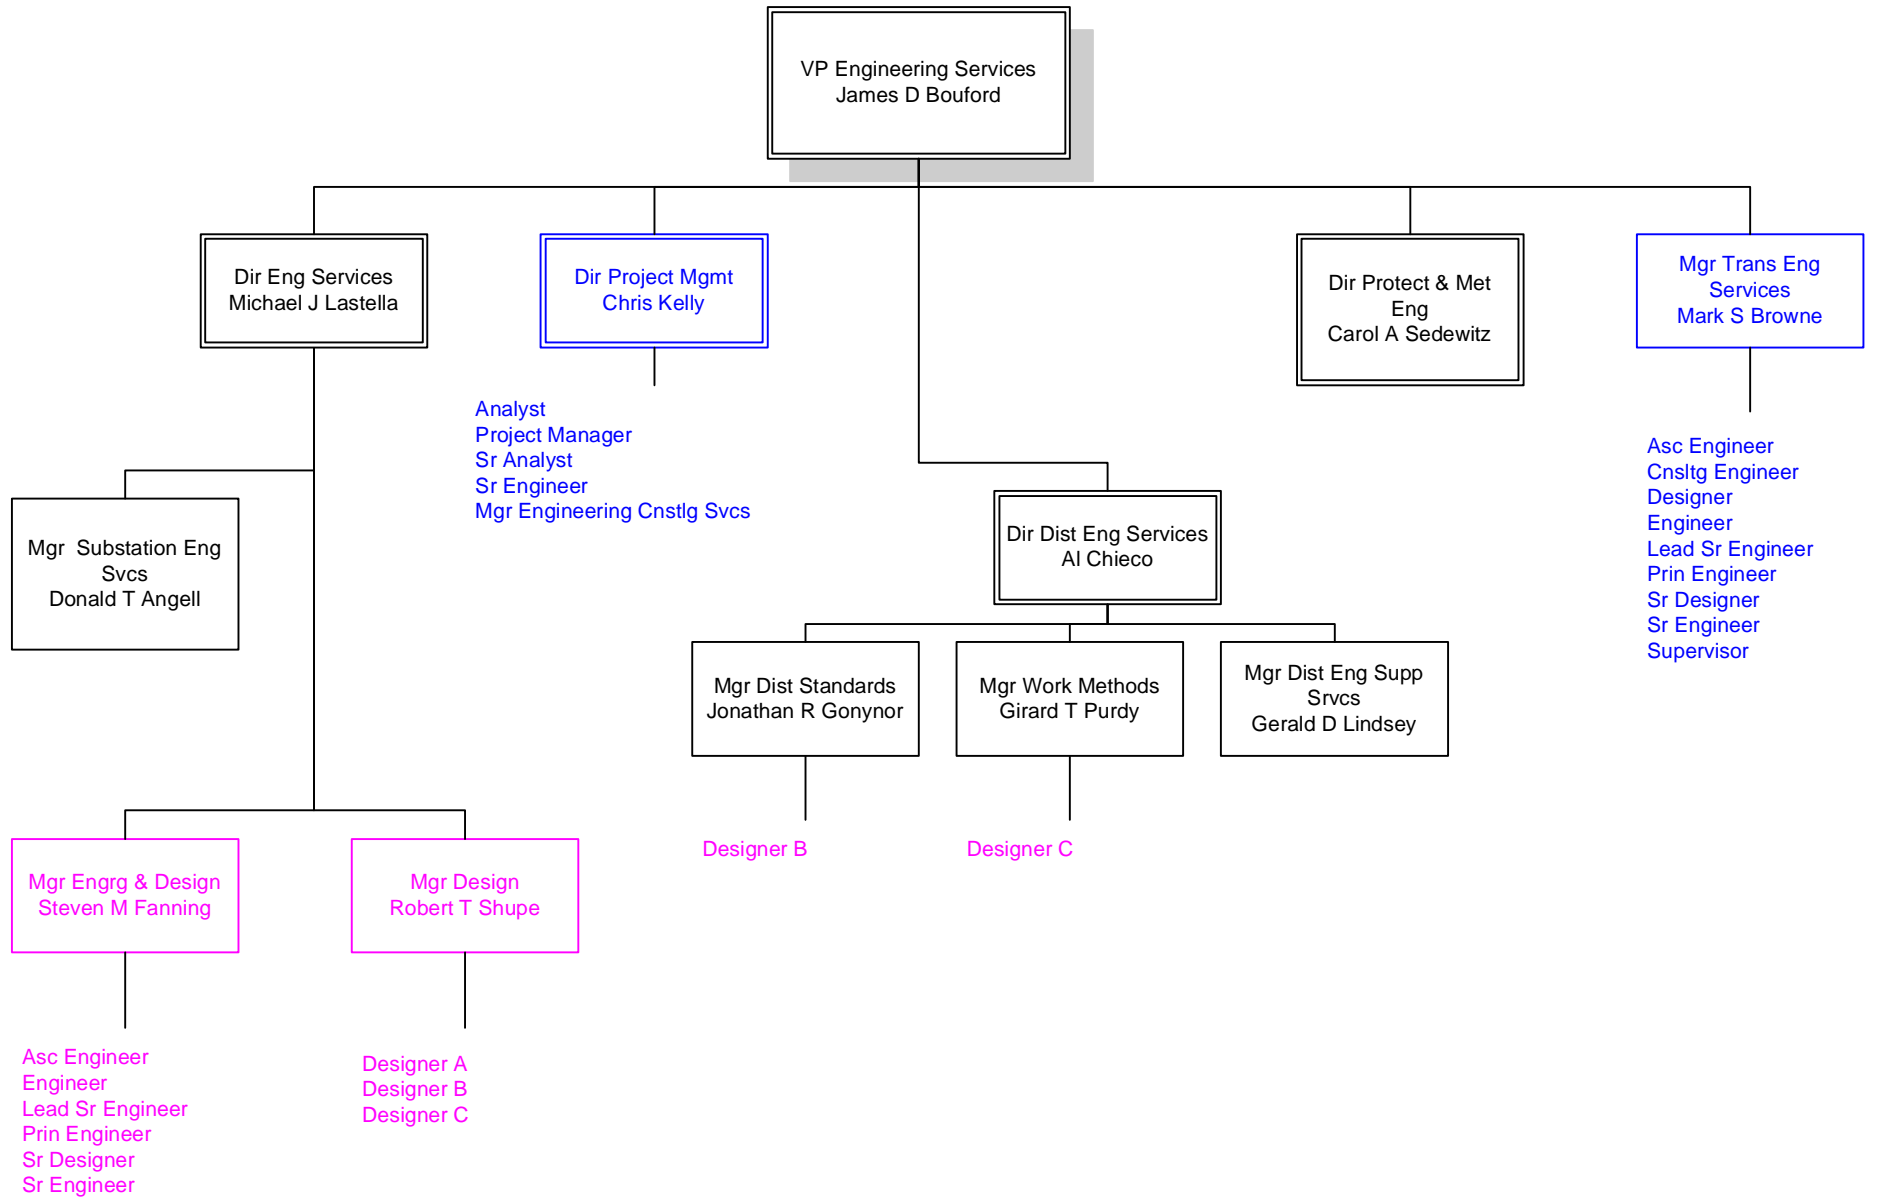 VP Engineering Services
James D Bouford
Dir Eng Services
Michael J Lastella
Dir Project Mgmt
Chris Kelly
Dir Protect & Met
Eng
Carol A Sedewitz
Mgr Trans Eng
Services
Mark S Browne
Analyst
Project Manager
Sr Analyst
Sr Engineer
Mgr Engineering Cnstlg Svcs
Asc Engineer
Cnsltg Engineer
Designer
Engineer
Lead Sr Engineer
Prin Engineer
Sr Designer
Sr Engineer
Supervisor
Mgr  Substation Eng
Svcs
Donald T Angell
Dir Dist Eng Services
Al Chieco
Mgr Dist Standards
Jonathan R Gonynor
Mgr Work Methods
Girard T Purdy
Mgr Dist Eng Supp
Srvcs
Gerald D Lindsey
Designer B
Designer C
Mgr Engrg & Design
Steven M Fanning
Mgr Design
Robert T Shupe
Asc Engineer
Engineer
Lead Sr Engineer
Prin Engineer
Sr Designer
Sr Engineer
Designer A
Designer B
Designer C